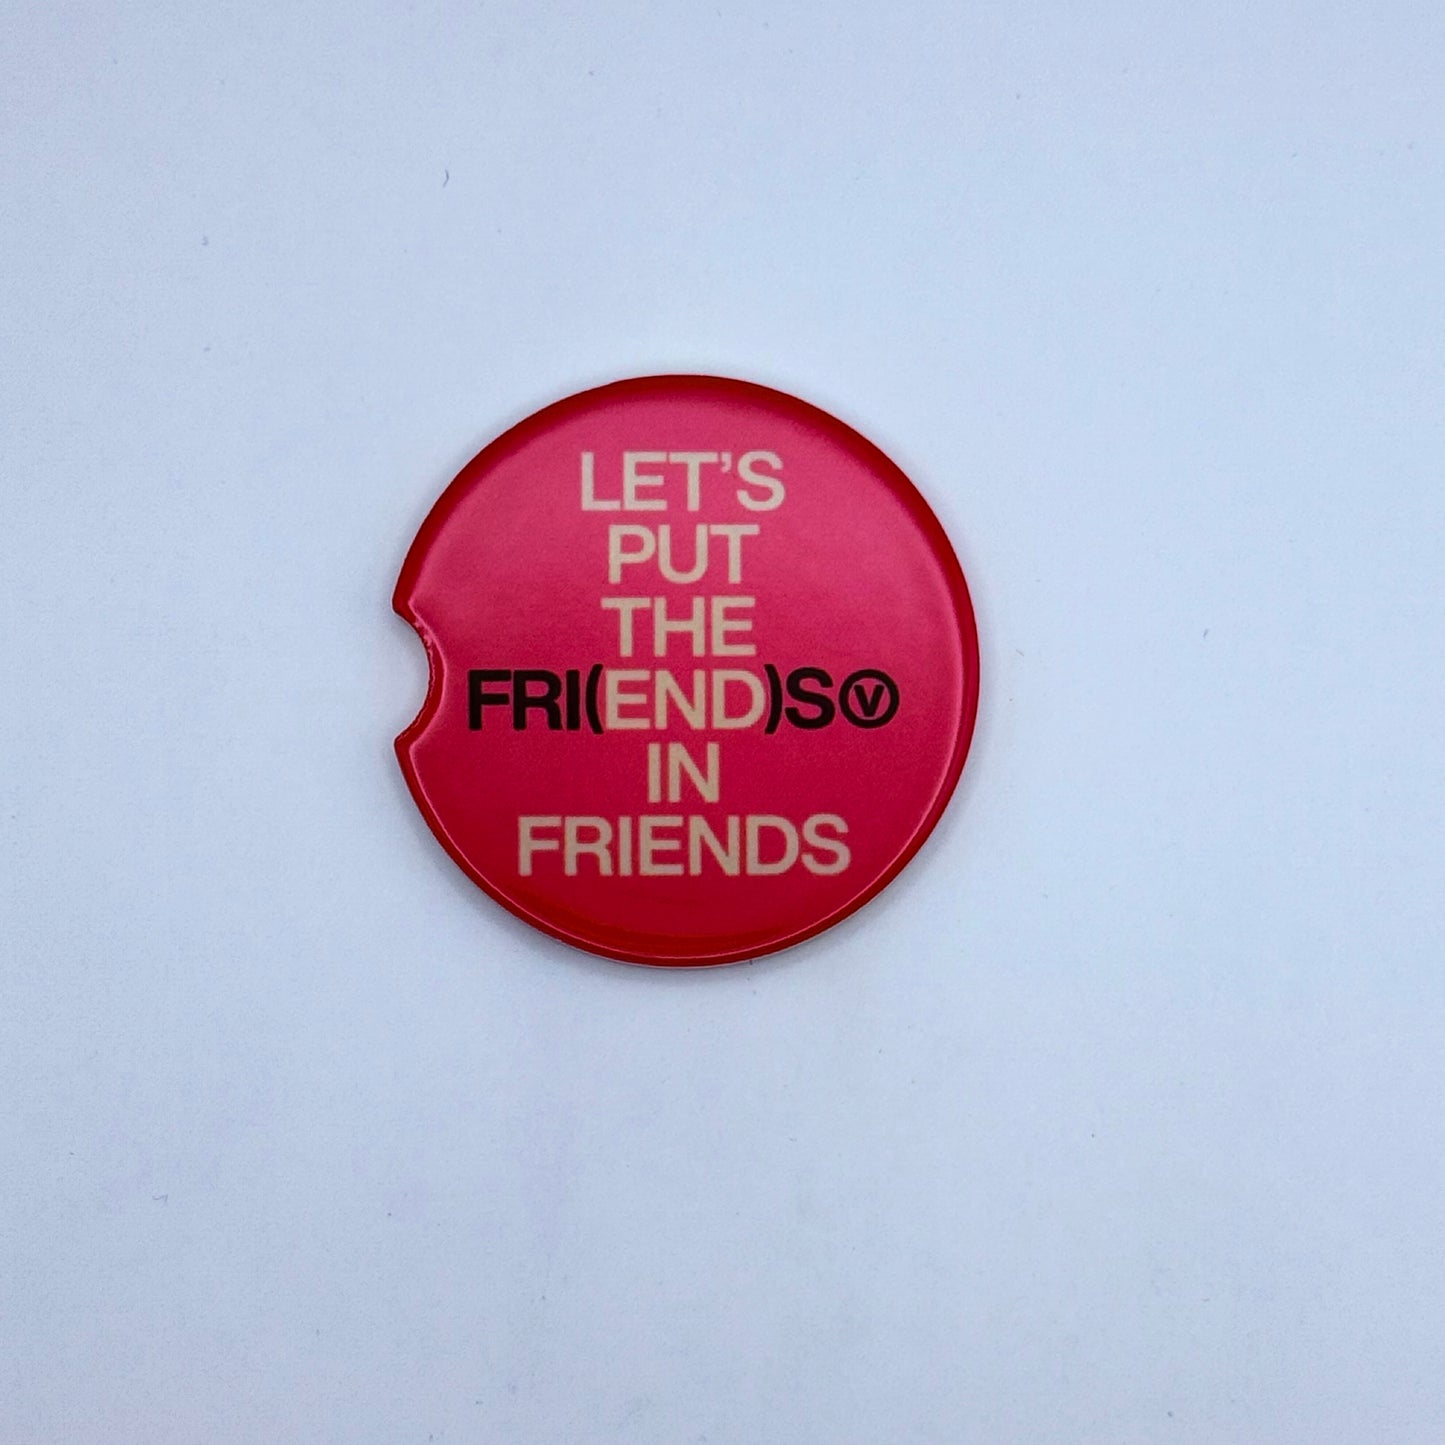 LET'S
PUT
THE
FRI(END)S Ⓥ
IN
FRIENDS